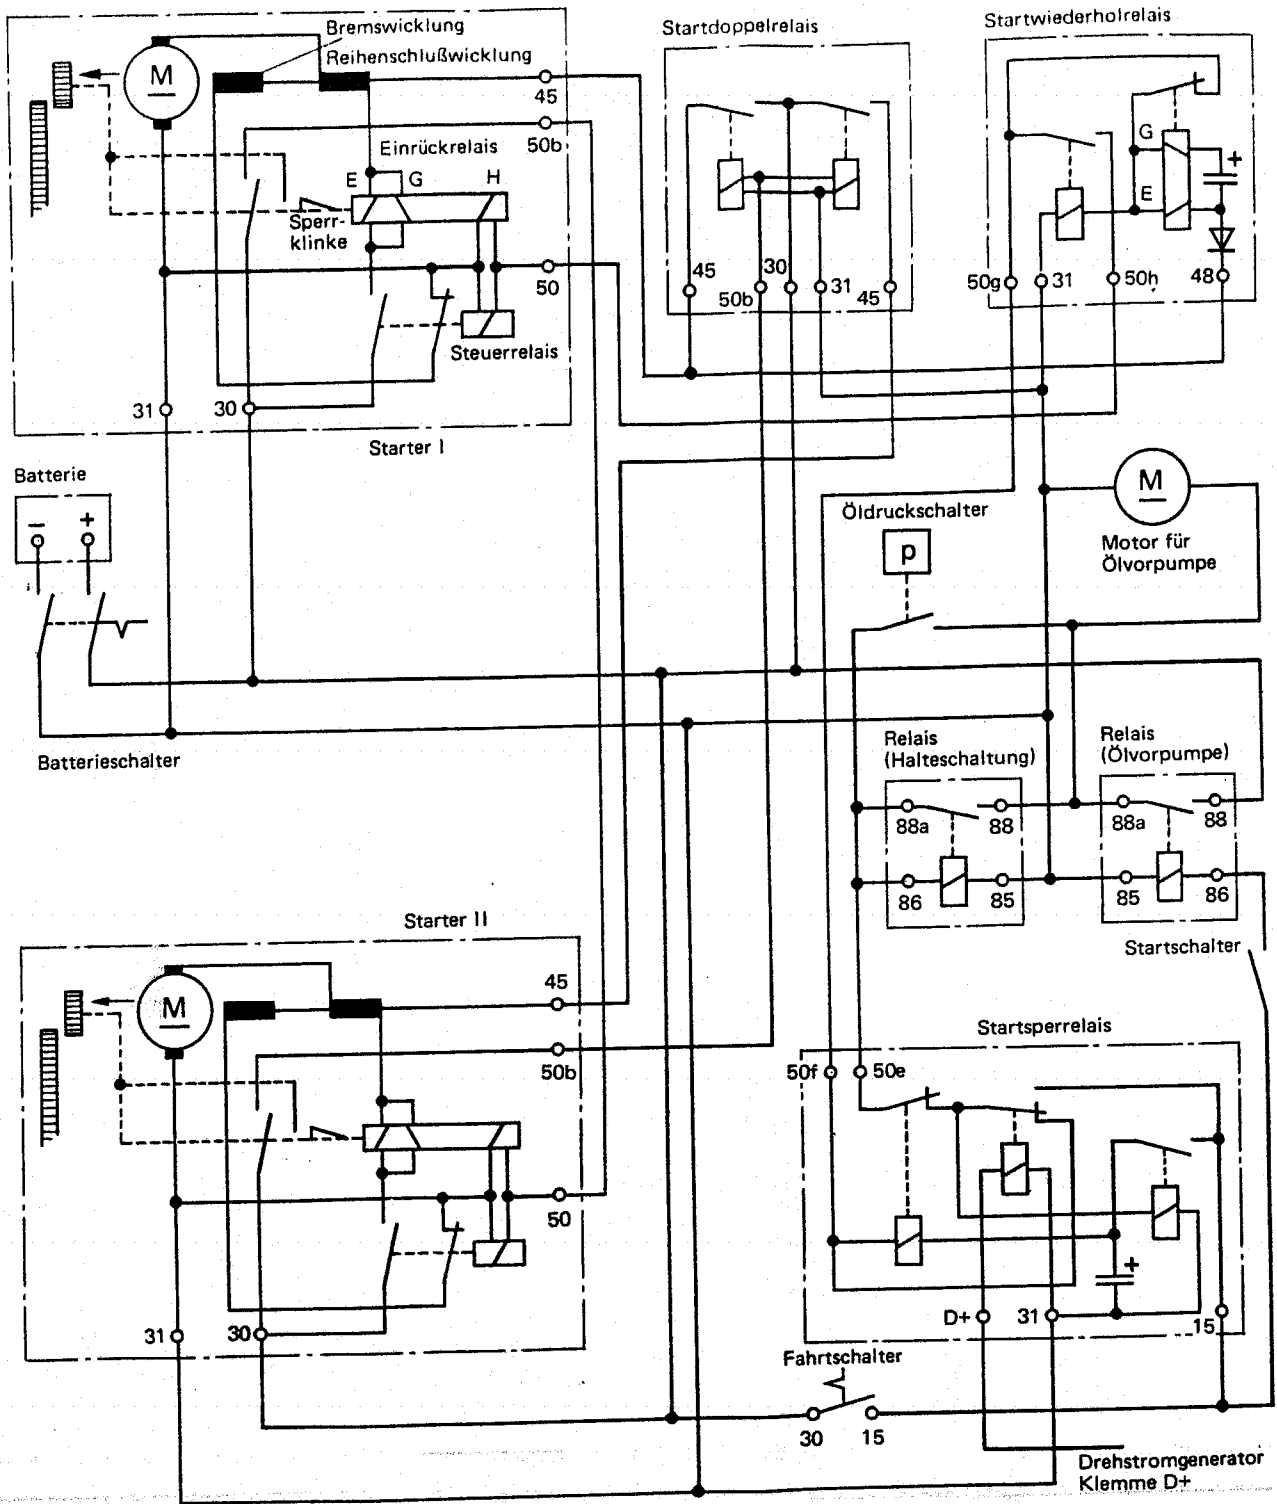 Bremswicklung
Startdoppelrelais
Startwiederholrelais
M
Reihenschlußwicklung
45
50b
Einrückrelais
E
G
H
Sperr-
klinke
50
Steuerrelais
31
30
Starter I
45
50b
30
31
45
G
E
+
50g
31
50h
48
Batterie
−
+
Batterieschalter
Öldruckschalter
p
M
Motor für
Ölvorpumpe
Relais
(Halteschaltung)
88a
88
86
85
Relais
(Ölvorpumpe)
88a
88
85
86
Startschalter
Starter II
M
45
50b
50
31
30
Startsperrelais
50f
50e
+
D+
31
15
Fahrtschalter
30
15
Drehstromgenerator
Klemme D+